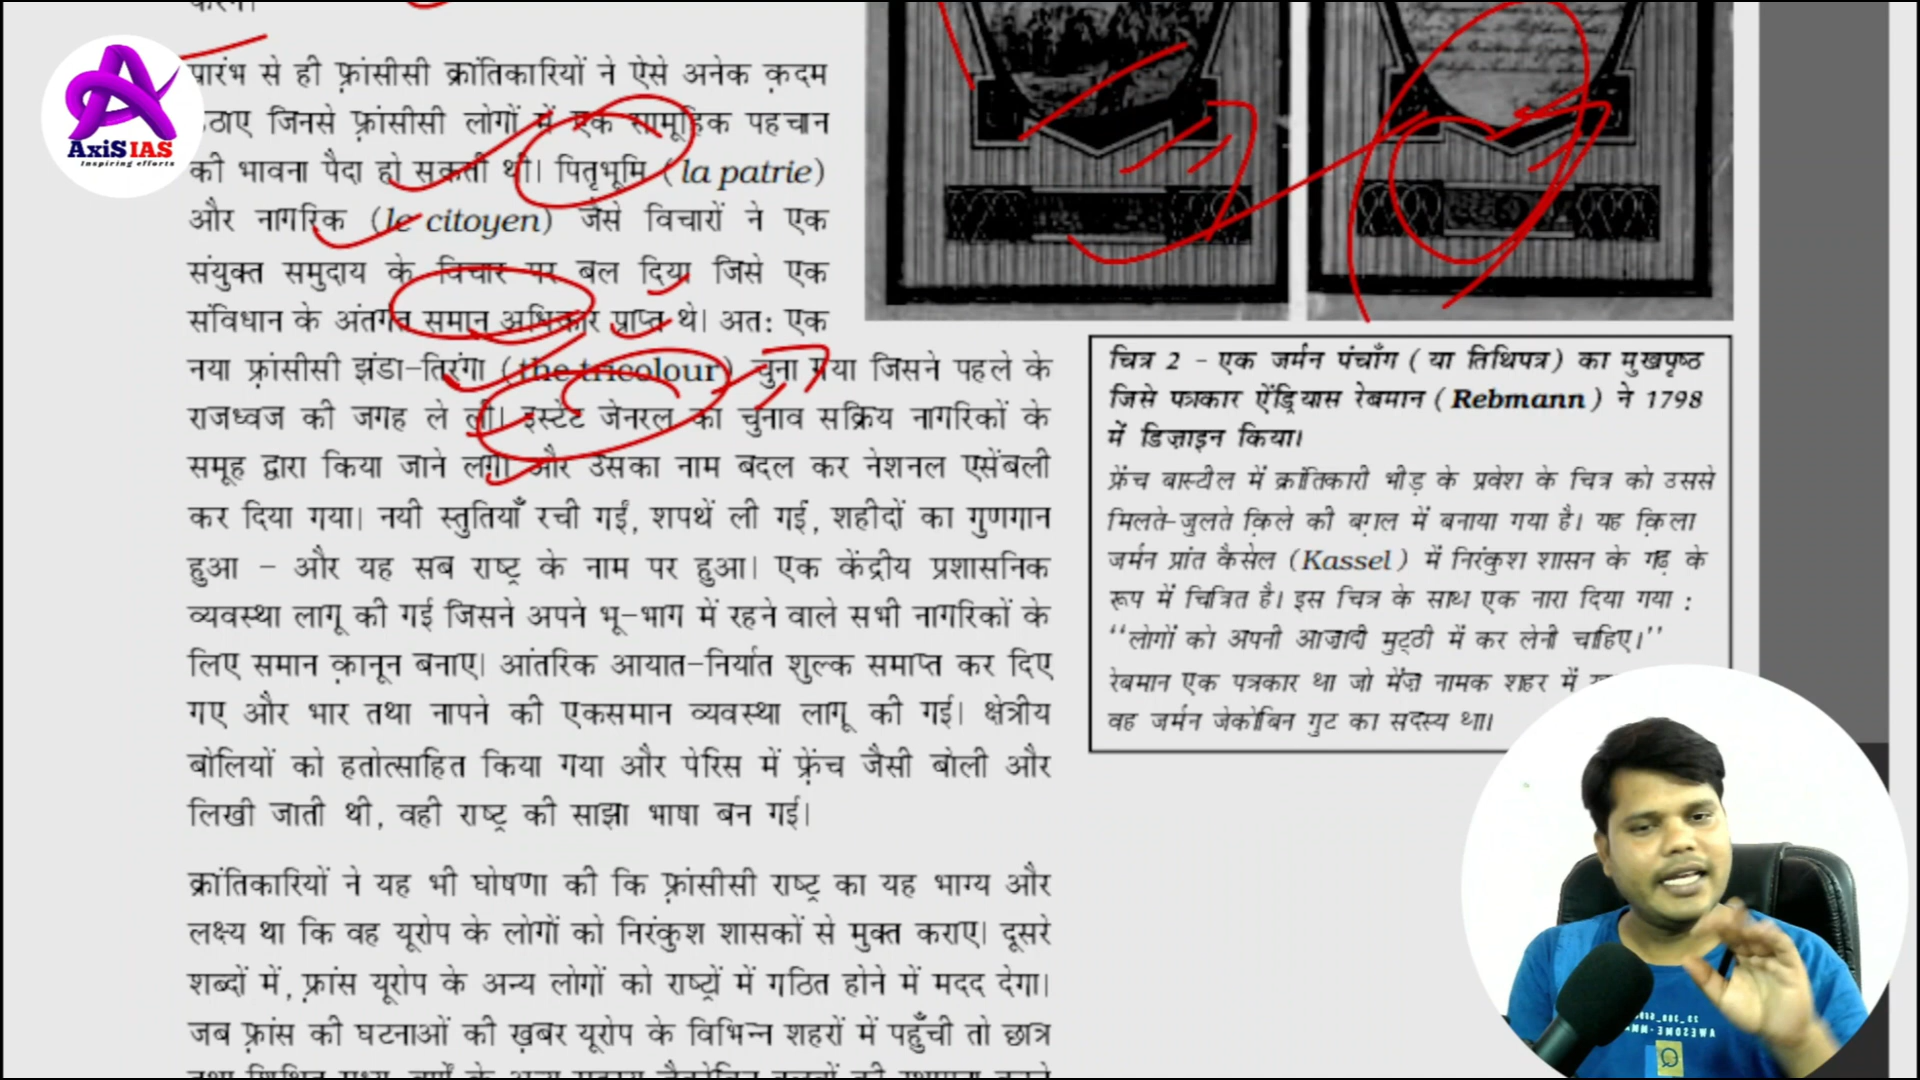 करना।
AxiS IAS
Inspiring efforts
प्रारंभ से ही फ़्रांसीसी क्रांतिकारियों ने ऐसे अनेक क़दम
उठाए जिनसे फ़्रांसीसी लोगों में एक सामूहिक पहचान
की भावना पैदा हो सकती थी। पितृभूमि (la patrie)
और नागरिक (le citoyen) जैसे विचारों ने एक
संयुक्त समुदाय के विचार पर बल दिया जिसे एक
संविधान के अंतर्गत समान अधिकार प्राप्त थे। अतः एक
नया फ़्रांसीसी झंडा–तिरंगा (the tricolour) चुना गया जिसने पहले के
राजध्वज की जगह ले ली। इस्टेट जेनरल का चुनाव सक्रिय नागरिकों के
समूह द्वारा किया जाने लगा और उसका नाम बदल कर नेशनल एसेंबली
कर दिया गया। नयी स्तुतियाँ रची गईं, शपथें ली गईं, शहीदों का गुणगान
हुआ – और यह सब राष्ट्र के नाम पर हुआ। एक केंद्रीय प्रशासनिक
व्यवस्था लागू की गई जिसने अपने भू-भाग में रहने वाले सभी नागरिकों के
लिए समान क़ानून बनाए। आंतरिक आयात-निर्यात शुल्क समाप्त कर दिए
गए और भार तथा नापने की एकसमान व्यवस्था लागू की गई। क्षेत्रीय
बोलियों को हतोत्साहित किया गया और पेरिस में फ़्रेंच जैसी बोली और
लिखी जाती थी, वही राष्ट्र की साझा भाषा बन गई।
क्रांतिकारियों ने यह भी घोषणा की कि फ़्रांसीसी राष्ट्र का यह भाग्य और
लक्ष्य था कि वह यूरोप के लोगों को निरंकुश शासकों से मुक्त कराए। दूसरे
शब्दों में, फ़्रांस यूरोप के अन्य लोगों को राष्ट्रों में गठित होने में मदद देगा।
जब फ़्रांस की घटनाओं की ख़बर यूरोप के विभिन्न शहरों में पहुँची तो छात्र
चित्र 2 – एक जर्मन पंचाँग (या तिथिपत्र) का मुखपृष्ठ
जिसे पत्रकार ऐंड्रियास रेबमान (Rebmann) ने 1798
में डिज़ाइन किया।
फ्रेंच बास्टील में क्रांतिकारी भीड़ के प्रवेश के चित्र को उससे
मिलते-जुलते क़िले की बग़ल में बनाया गया है। यह क़िला
जर्मन प्रांत कैसेल (Kassel) में निरंकुश शासन के गढ़ के
रूप में चित्रित है। इस चित्र के साथ एक नारा दिया गया :
“लोगों को अपनी आज़ादी मुट्ठी में कर लेनी चाहिए।”
रेबमान एक पत्रकार था जो मेंज़ नामक शहर में
वह जर्मन जेकोबिन गुट का सदस्य था।